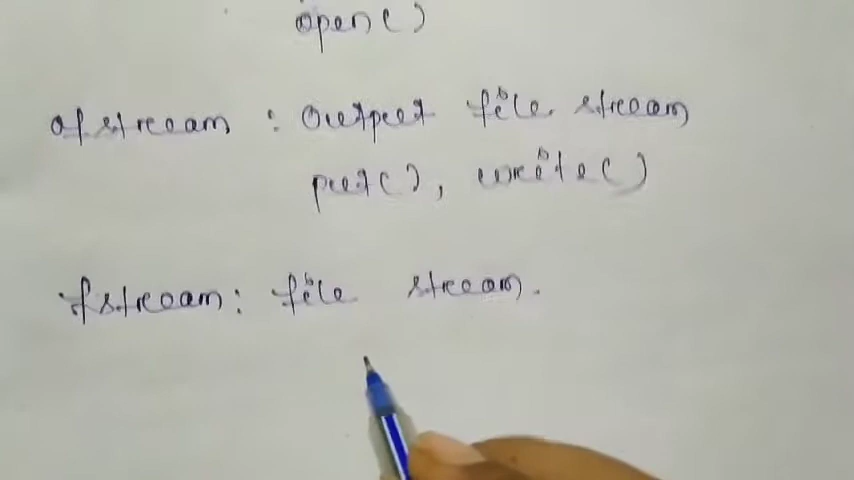 open()
ofstream : Output file stream
put(), write()
fstream: file stream.